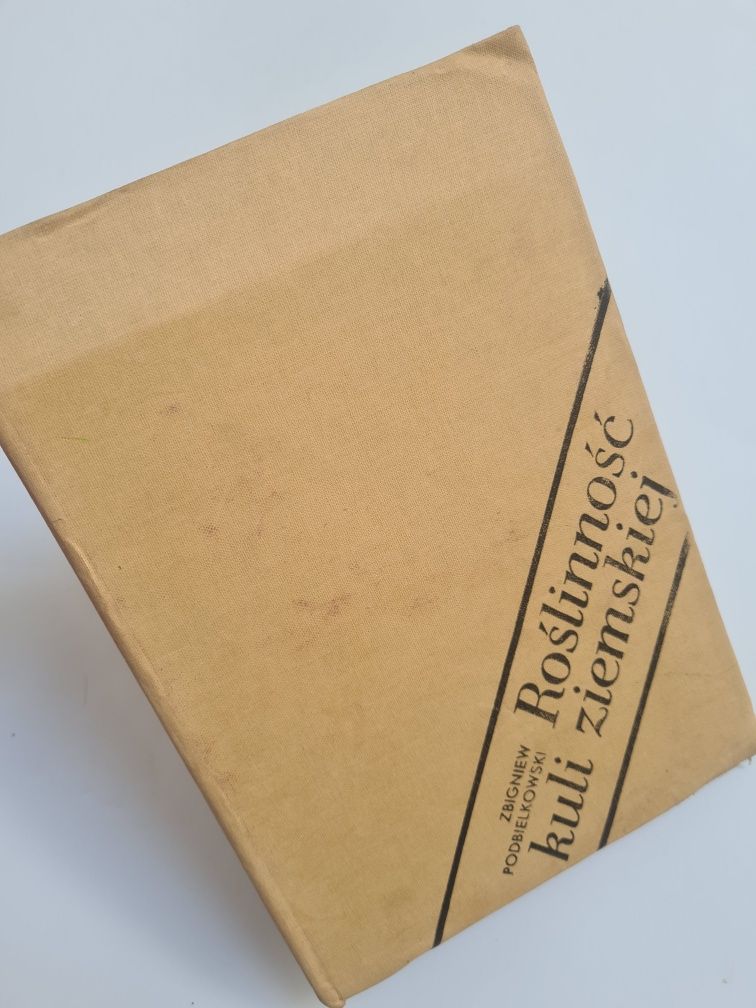 ZBIGNIEW
PODBIELKOWSKI
Roślinność
kuli ziemskiej